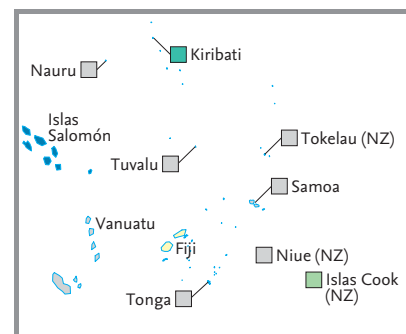 Kiribati
Nauru
Islas
Salomón
Tokelau (NZ)
Tuvalu
Samoa
Vanuatu
Fiji
Niue (NZ)
Islas Cook
(NZ)
Tonga